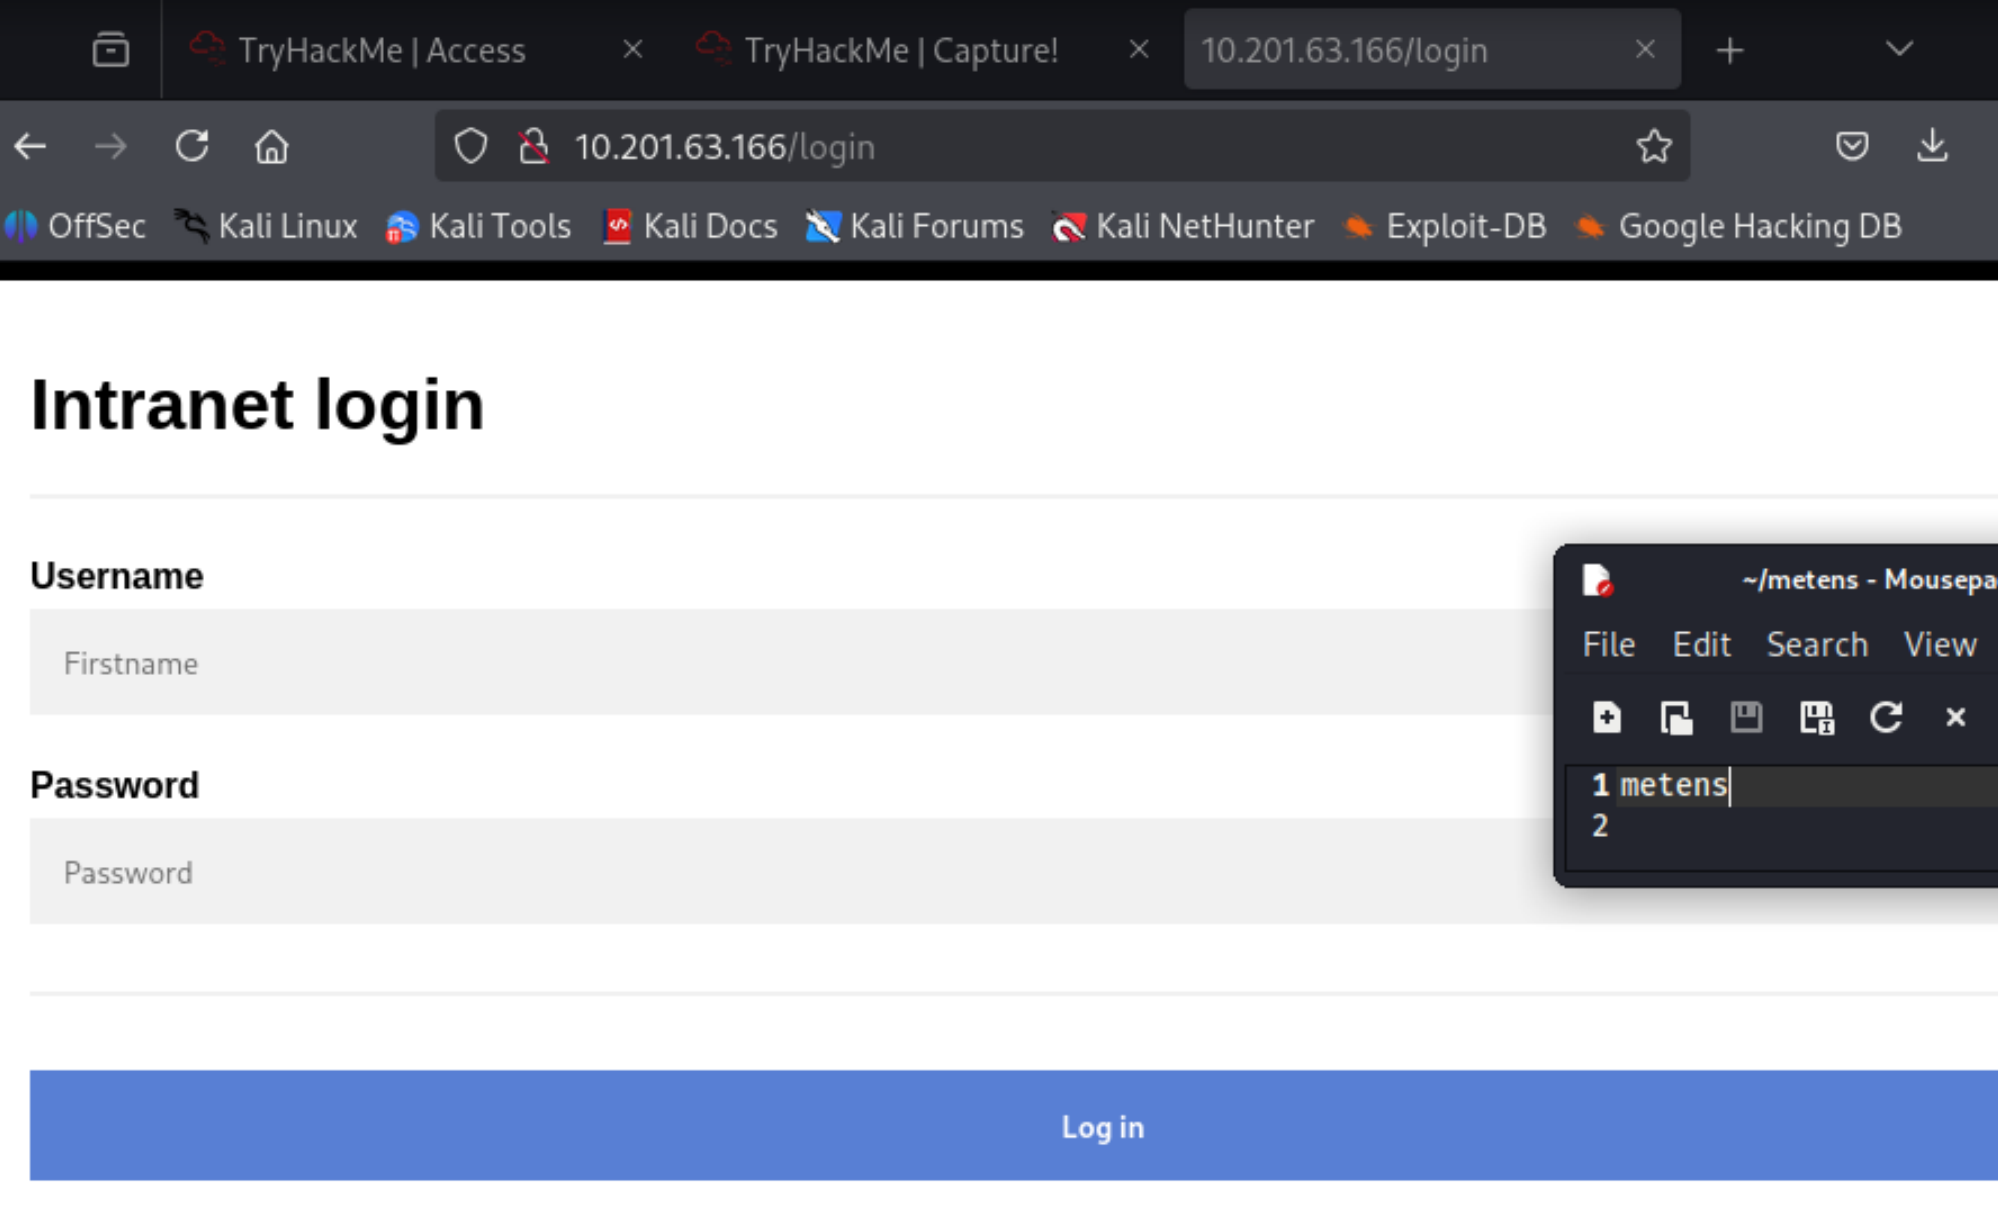 TryHackMe | Access
TryHackMe | Capture!
10.201.63.166/login
10.201.63.166/login
OffSec Kali Linux Kali Tools Kali Docs Kali Forums Kali NetHunter Exploit-DB Google Hacking DB
Intranet login
Username
Firstname
Password
Password
Log in
~/metens - Mousepa
File Edit Search View
1 metens
2